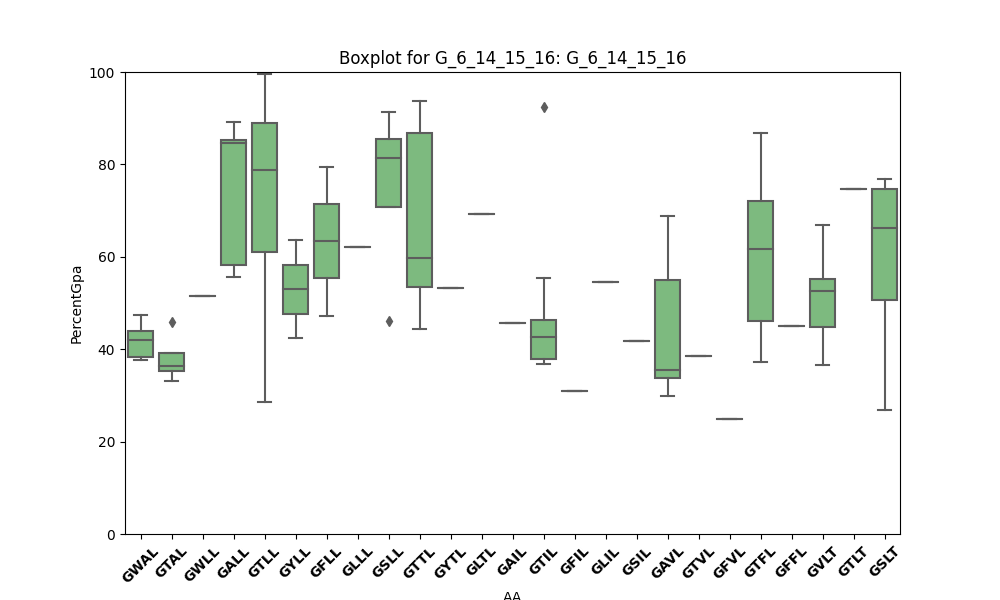 Boxplot for G_6_14_15_16: G_6_14_15_16
100
80
60
40
20
0
PercentGpa
GWAL GTAL GWLL GALL GTLL GYLL GFLL GLLL GSLL GTTL GYTL GLTL GAIL GTIL GFIL GLIL GSIL GAVL GTVL GFVL GTFL GFFL GVLT GTLT GSLT
AA